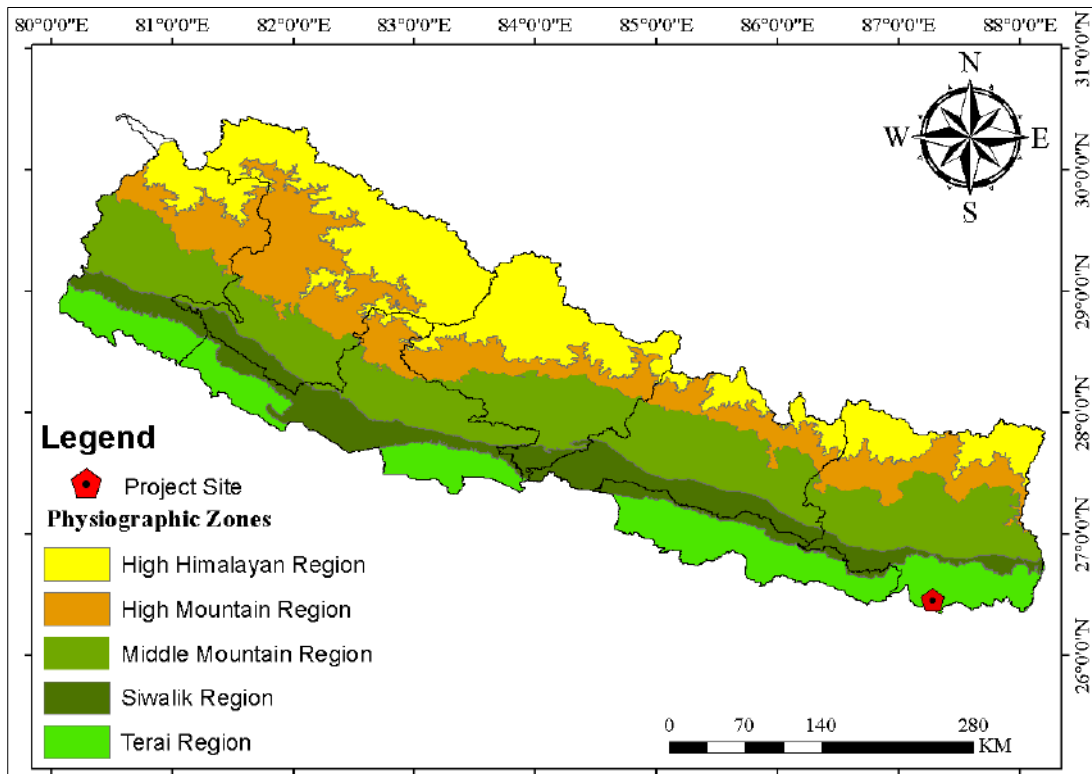 80°0'0"E 81°0'0"E 82°0'0"E 83°0'0"E 84°0'0"E 85°0'0"E 86°0'0"E 87°0'0"E 88°0'0"E
31°0'0"N
30°0'0"N
29°0'0"N
28°0'0"N
27°0'0"N
26°0'0"N
N
W E
S
Legend
Project Site
Physiographic Zones
High Himalayan Region
High Mountain Region
Middle Mountain Region
Siwalik Region
Terai Region
0 70 140 280
KM